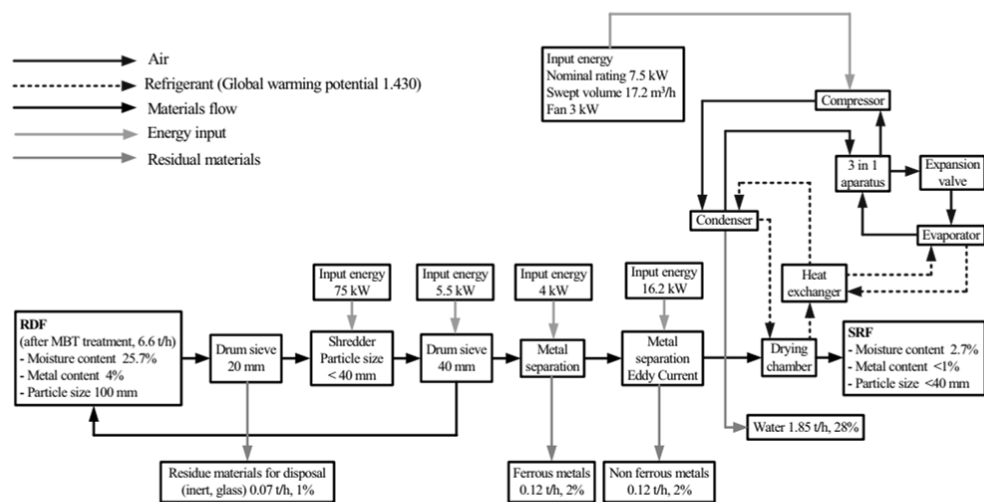 Air
Refrigerant (Global warming potential 1.430)
Materials flow
Energy input
Residual materials
Input energy
Nominal rating 7.5 kW
Swept volume 17.2 m³/h
Fan 3 kW
Compressor
3 in 1
apparatus
Expansion
valve
Condenser
Evaporator
Heat
exchanger
Input energy
75 kW
Input energy
5.5 kW
Input energy
4 kW
Input energy
16.2 kW
RDF
(after MBT treatment, 6.6 t/h)
- Moisture content 25.7%
- Metal content 4%
- Particle size 100 mm
Drum sieve
20 mm
Shredder
Particle size
< 40 mm
Drum sieve
40 mm
Metal
separation
Metal
separation
Eddy Current
Drying
chamber
SRF
- Moisture content 2.7%
- Metal content <1%
- Particle size <40 mm
Water 1.85 t/h, 28%
Residue materials for disposal
(inert, glass) 0.07 t/h, 1%
Ferrous metals
0.12 t/h, 2%
Non ferrous metals
0.12 t/h, 2%